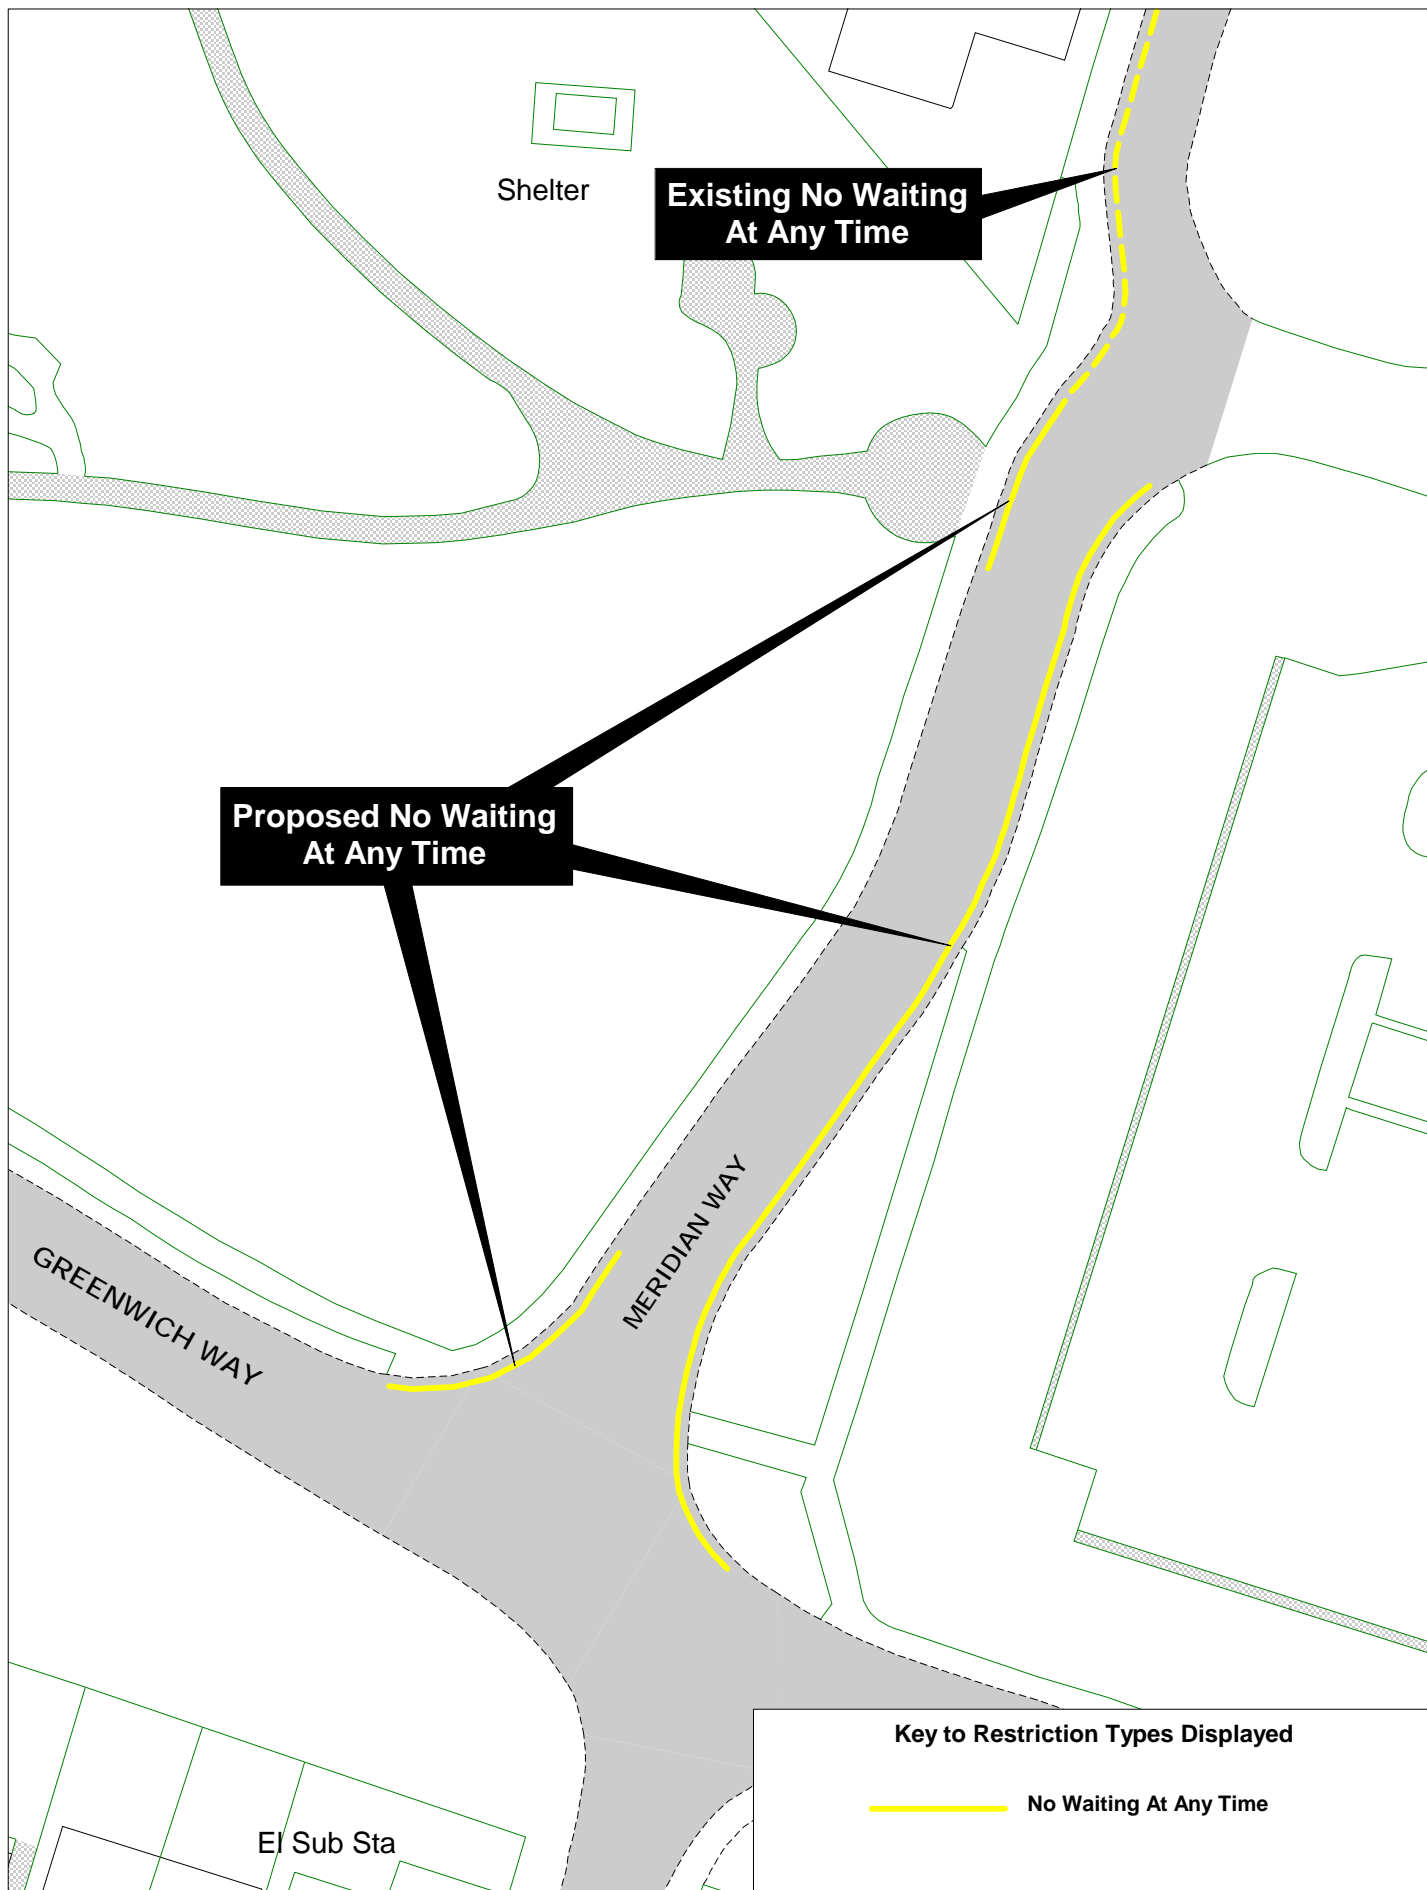 Shelter
Existing No Waiting
At Any Time
Proposed No Waiting
At Any Time
MERIDIAN WAY
GREENWICH WAY
Key to Restriction Types Displayed
No Waiting At Any Time
El Sub Sta